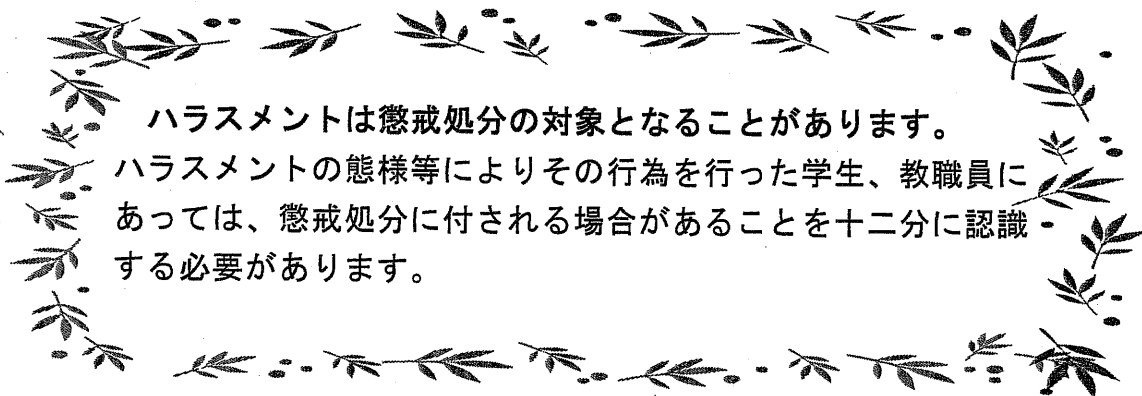 ハラスメントは懲戒処分の対象となることがあります。
ハラスメントの態様等によりその行為を行った学生、教職員に
あっては、懲戒処分に付される場合があることを十二分に認識
する必要があります。